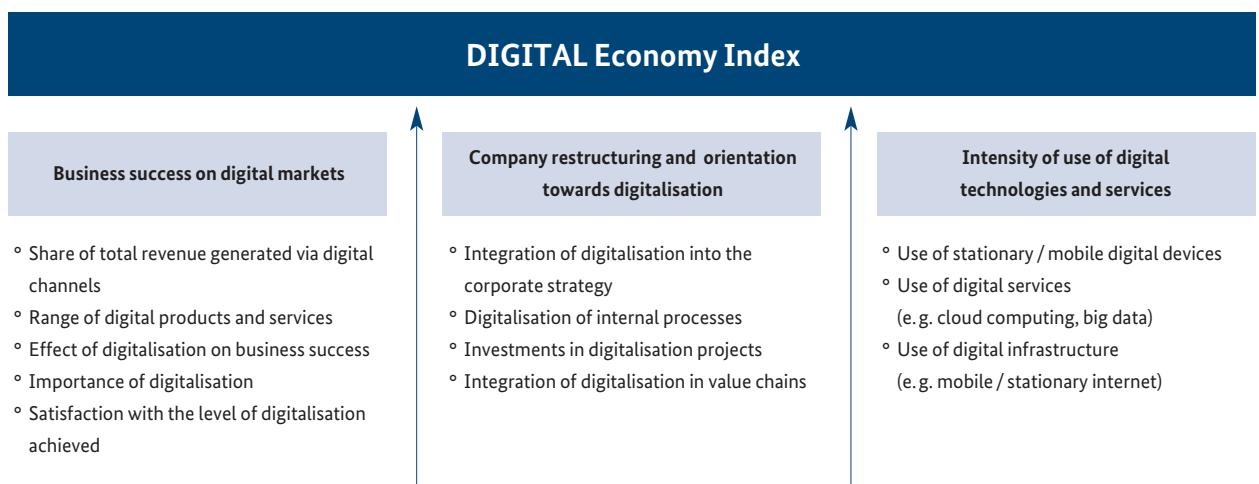 DIGITAL Economy Index
Business success on digital markets
° Share of total revenue generated via digital
channels
° Range of digital products and services
° Effect of digitalisation on business success
° Importance of digitalisation
° Satisfaction with the level of digitalisation
achieved
Company restructuring and orientation
towards digitalisation
° Integration of digitalisation into the
corporate strategy
° Digitalisation of internal processes
° Investments in digitalisation projects
° Integration of digitalisation in value chains
Intensity of use of digital
technologies and services
° Use of stationary / mobile digital devices
° Use of digital services
(e. g. cloud computing, big data)
° Use of digital infrastructure
(e. g. mobile / stationary internet)